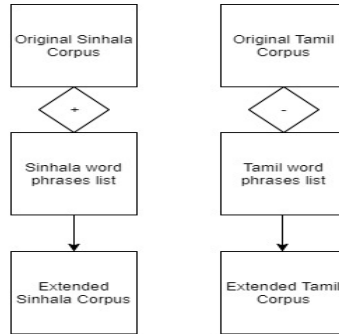 Original Sinhala
Corpus
+
Sinhala word
phrases list
Extended
Sinhala Corpus
Original Tamil
Corpus
-
Tamil word
phrases list
Extended Tamil
Corpus